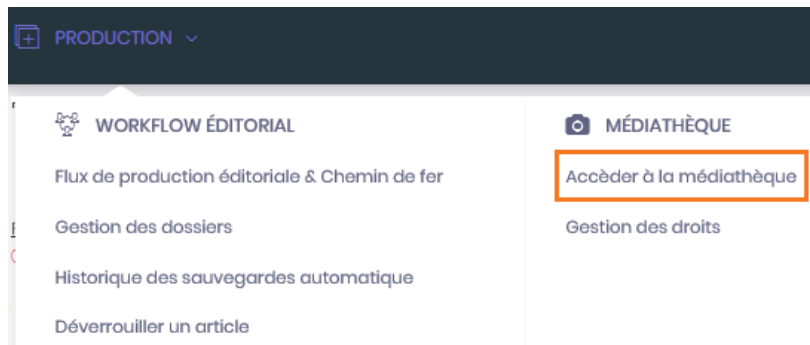 PRODUCTION
WORKFLOW ÉDITORIAL
Flux de production éditoriale & Chemin de fer
Gestion des dossiers
Historique des sauvegardes automatique
Déverrouiller un article
MÉDIATHÈQUE
Accèder à la médiathèque
Gestion des droits